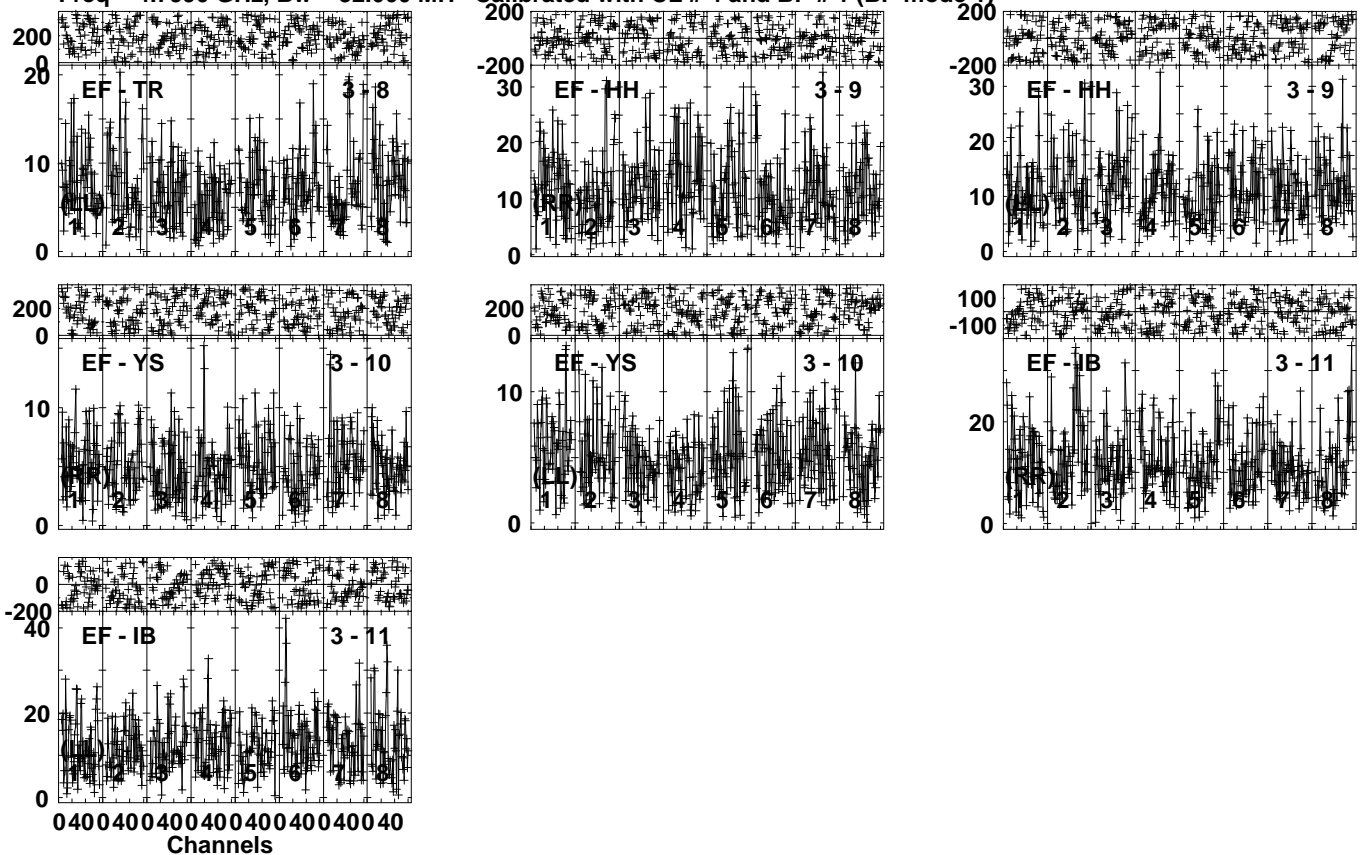 200 200 200
0 -200 -200
20 EF - TR 3 - 8 30 EF - HH 3 - 9 30 EF - HH 3 - 9
20 20
10 10 10
(LL) (RR) (LL)
1 2 3 4 5 6 7 8 1 2 3 4 5 6 7 8 1 2 3 4 5 6 7 8
0 0 0
200 200 100
0 0 -100
EF - YS 3 - 10 EF - YS 3 - 10 EF - IB 3 - 11
10 10 20
(RR) (LL) (RR)
1 2 3 4 5 6 7 8 1 2 3 4 5 6 7 8 1 2 3 4 5 6 7 8
0 0 0
0
-200
40 EF - IB 3 - 11
20
(LL)
1 2 3 4 5 6 7 8
0
0 40 0 40 0 40 0 40 0 40 0 40 0 40 0 40
Channels